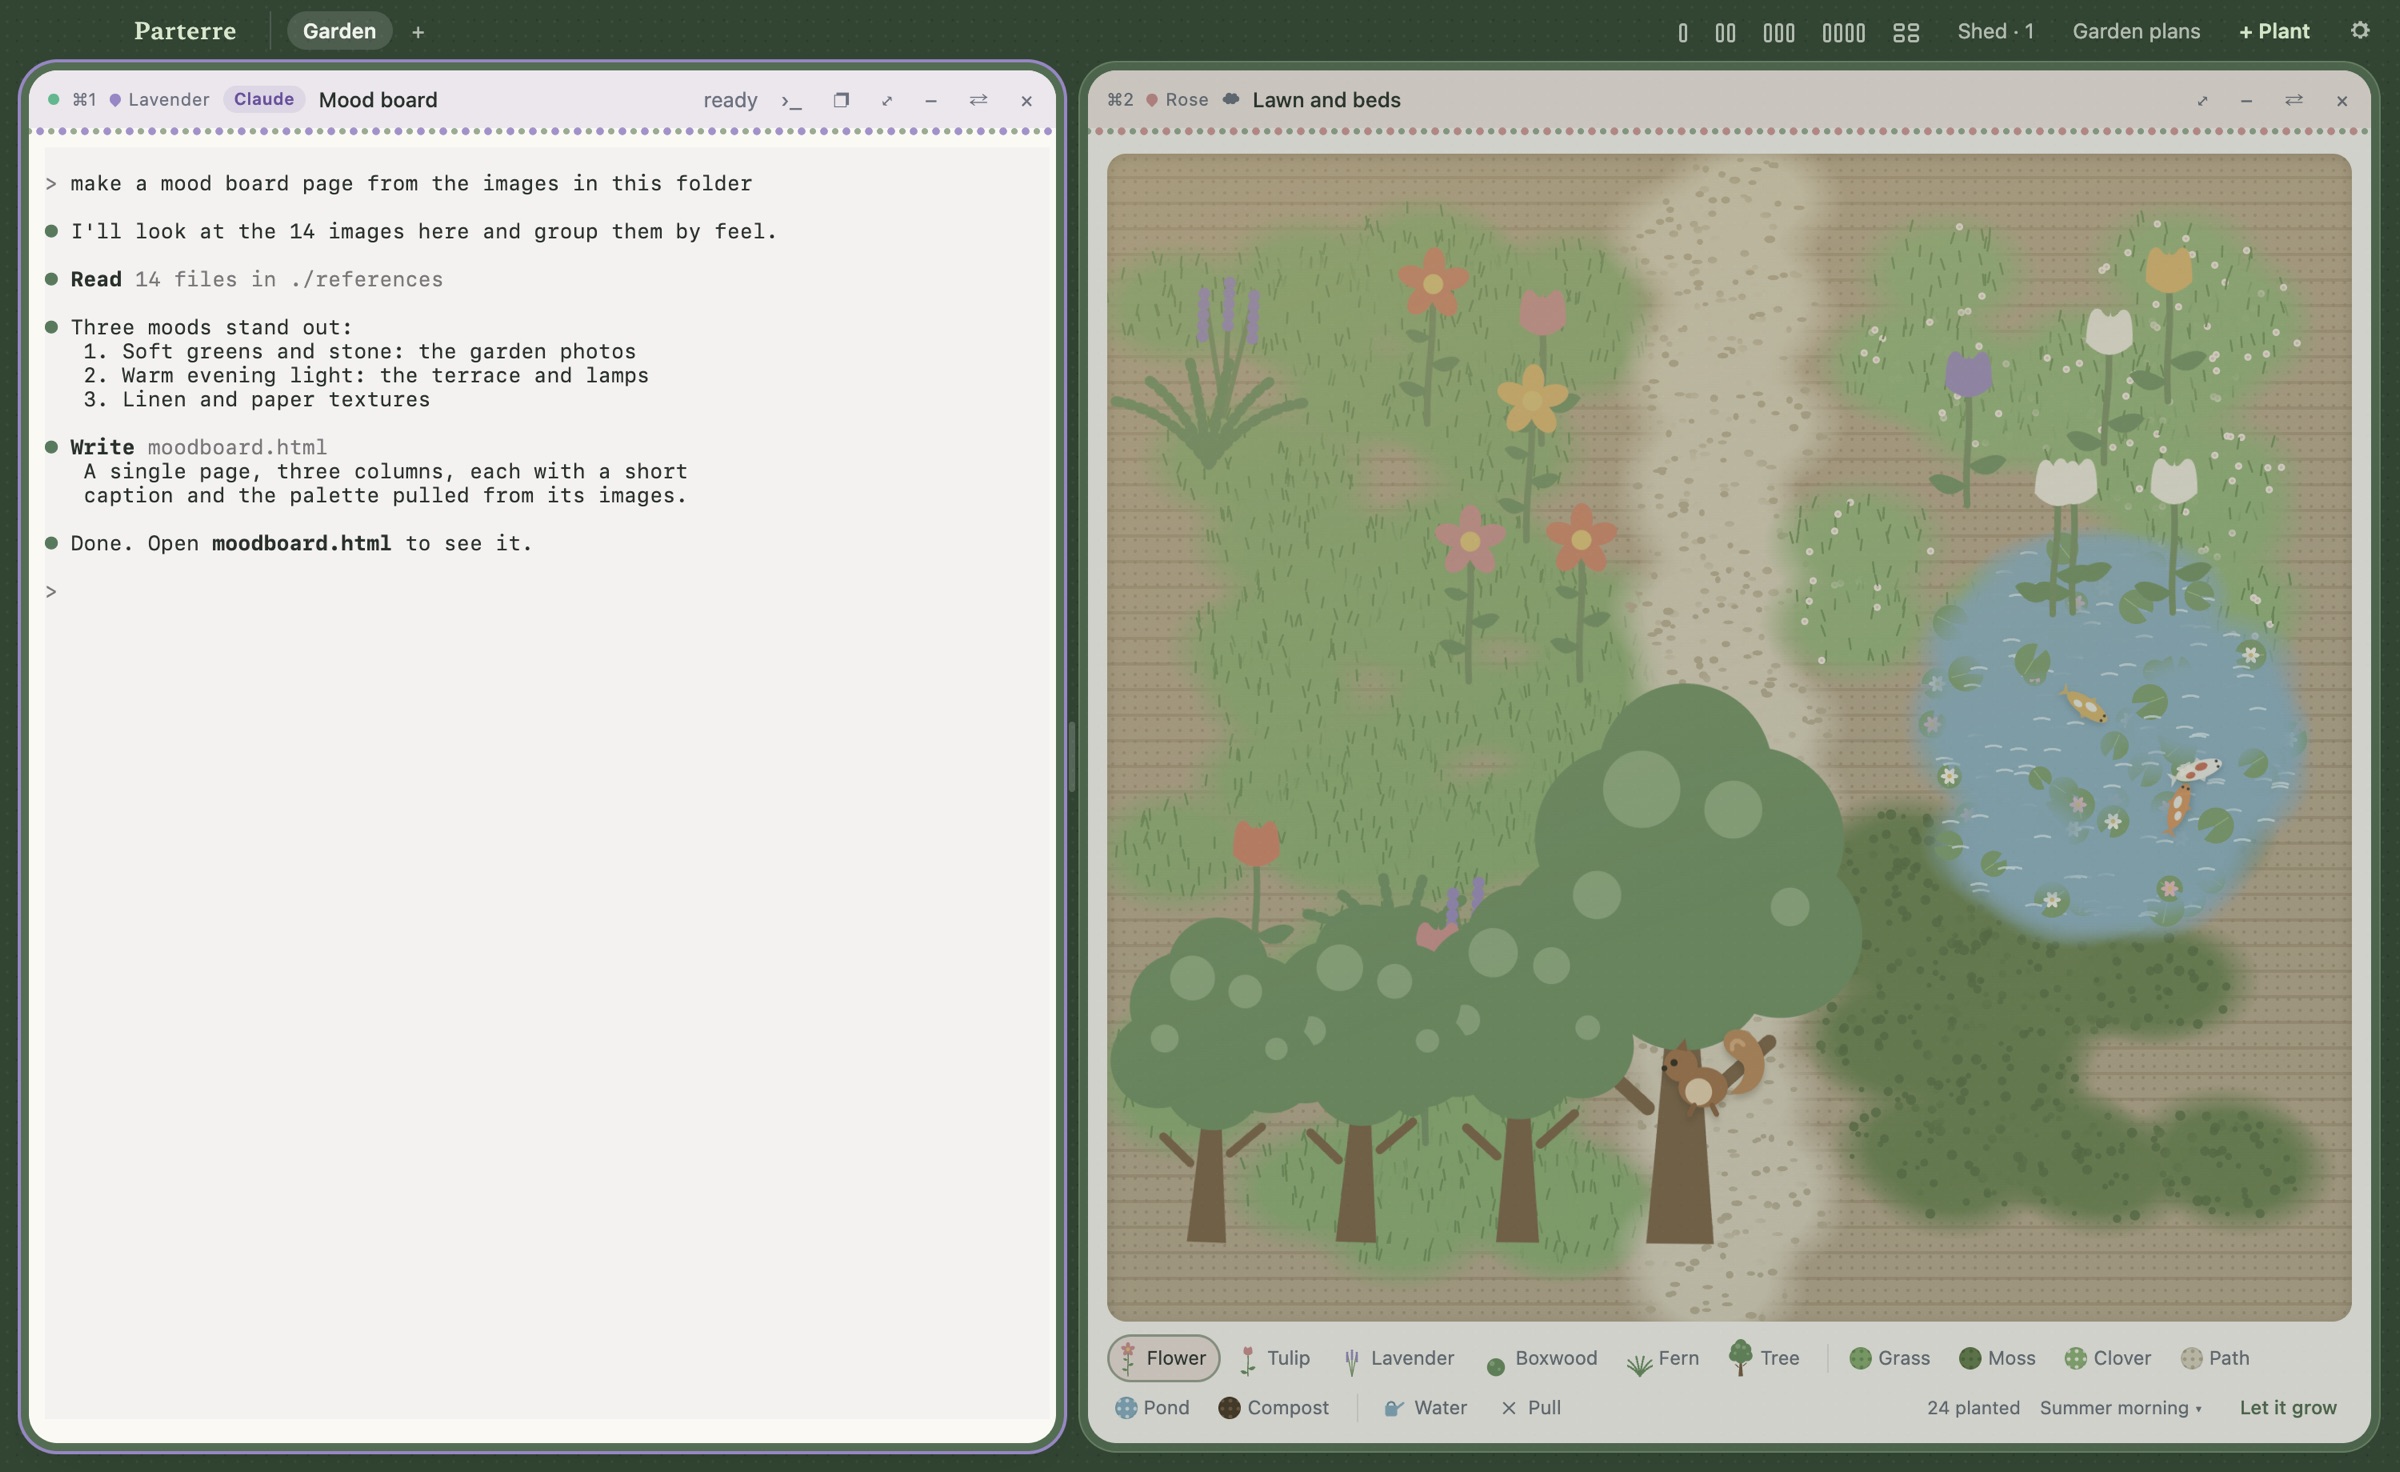 Parterre
Garden
+
Shed · 1
Garden plans
+ Plant
⌘1 Lavender Claude Mood board
ready
⌘2 Rose Lawn and beds
> make a mood board page from the images in this folder
I'll look at the 14 images here and group them by feel.
Read 14 files in ./references
Three moods stand out:
1. Soft greens and stone: the garden photos
2. Warm evening light: the terrace and lamps
3. Linen and paper textures
Write moodboard.html
A single page, three columns, each with a short
caption and the palette pulled from its images.
Done. Open moodboard.html to see it.
>
Flower Tulip Lavender Boxwood Fern Tree Grass Moss Clover Path
Pond Compost Water Pull 24 planted Summer morning Let it grow